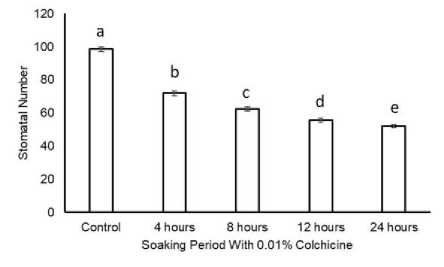 120
100
80
60
40
20
0
Stomatal Number
a
b
c
d
e
Control 4 hours 8 hours 12 hours 24 hours
Soaking Period With 0.01% Colchicine